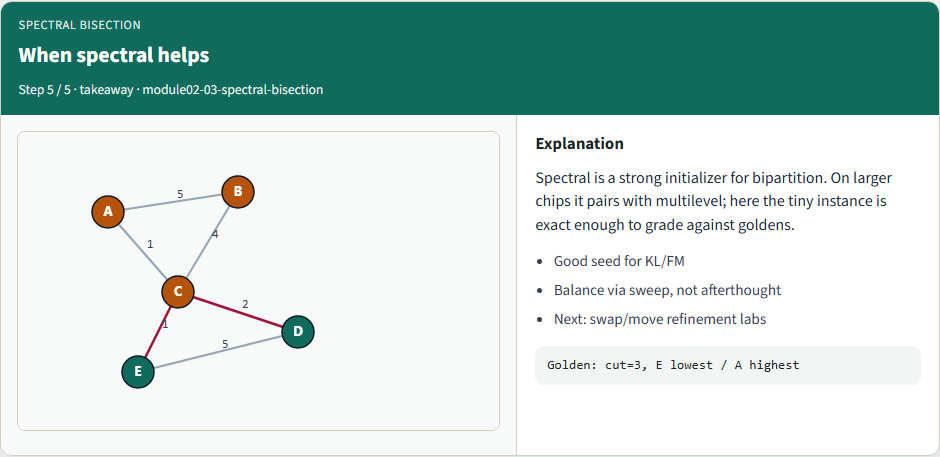 SPECTRAL BISECTION
When spectral helps
Step 5 / 5 · takeaway · module02-03-spectral-bisection
A
B
C
D
E
5
1
4
2
1
5
Explanation
Spectral is a strong initializer for bipartition. On larger
chips it pairs with multilevel; here the tiny instance is
exact enough to grade against goldens.
• Good seed for KL/FM
• Balance via sweep, not afterthought
• Next: swap/move refinement labs
Golden: cut=3, E lowest / A highest